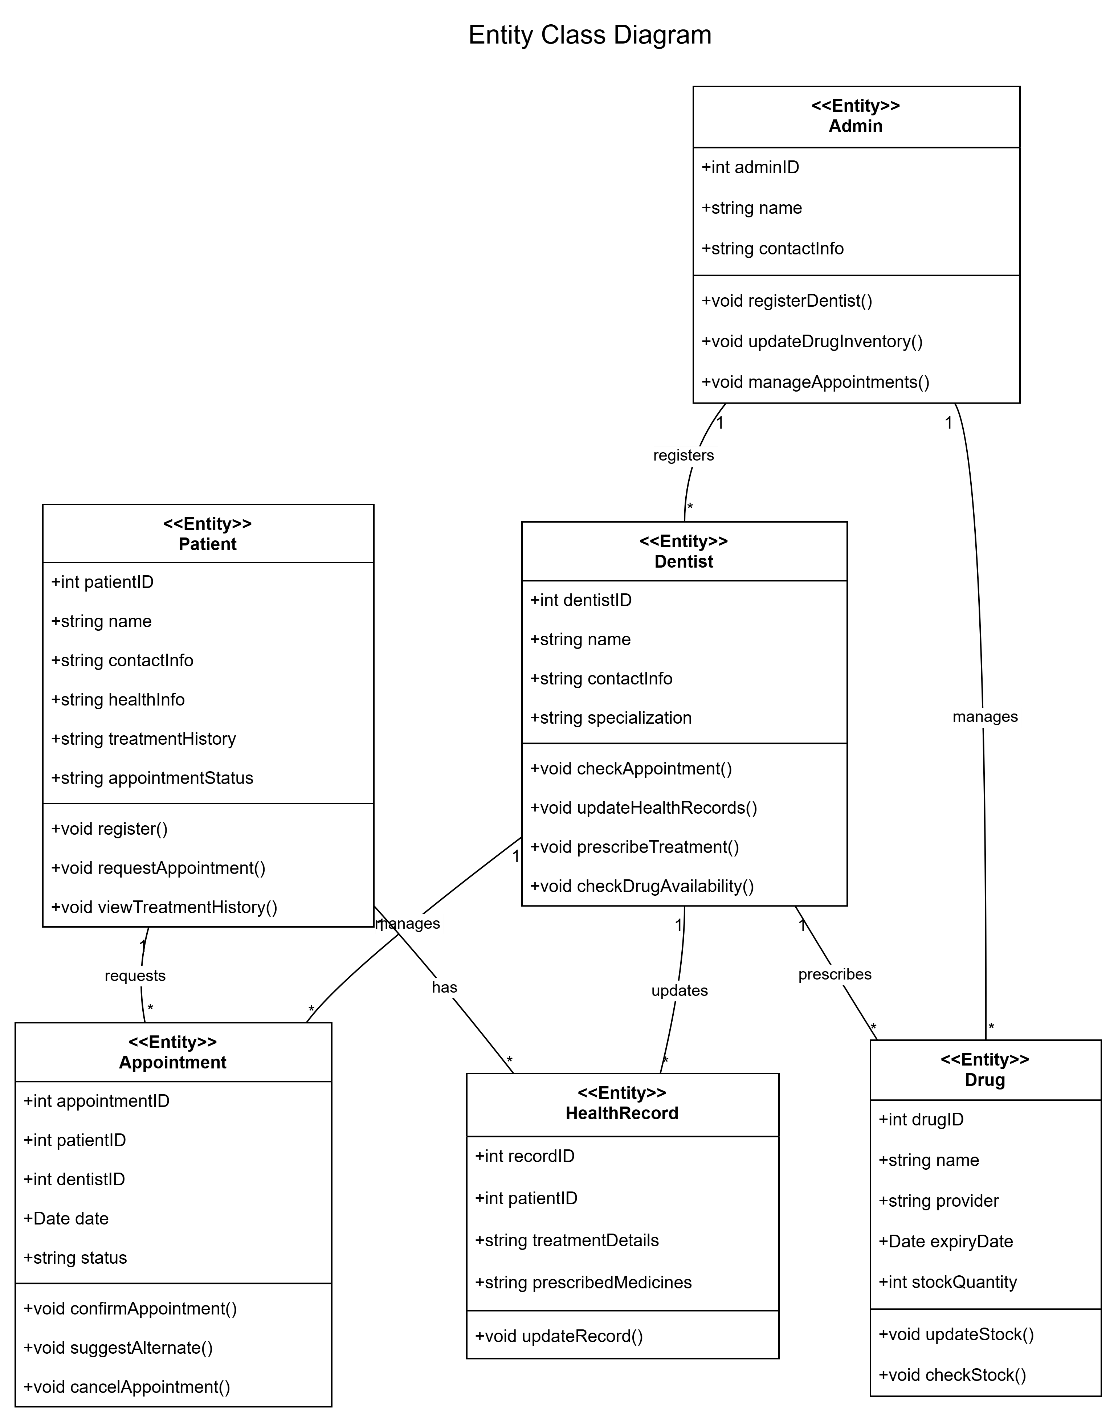 Entity Class Diagram
<<Entity>>
Admin
+int adminID
+string name
+string contactInfo
+void registerDentist()
+void updateDrugInventory()
+void manageAppointments()
1
1
registers
*
<<Entity>>
Patient
+int patientID
+string name
+string contactInfo
+string healthInfo
+string treatmentHistory
+string appointmentStatus
+void register()
+void requestAppointment()
+void viewTreatmentHistory()
<<Entity>>
Dentist
+int dentistID
+string name
+string contactInfo
+string specialization
+void checkAppointment()
+void updateHealthRecords()
+void prescribeTreatment()
+void checkDrugAvailability()
manages
1
1
manages
1
1
1
requests
has
updates
prescribes
*
*
*
*
*
*
<<Entity>>
Appointment
+int appointmentID
+int patientID
+int dentistID
+Date date
+string status
+void confirmAppointment()
+void suggestAlternate()
+void cancelAppointment()
<<Entity>>
HealthRecord
+int recordID
+int patientID
+string treatmentDetails
+string prescribedMedicines
+void updateRecord()
<<Entity>>
Drug
+int drugID
+string name
+string provider
+Date expiryDate
+int stockQuantity
+void updateStock()
+void checkStock()